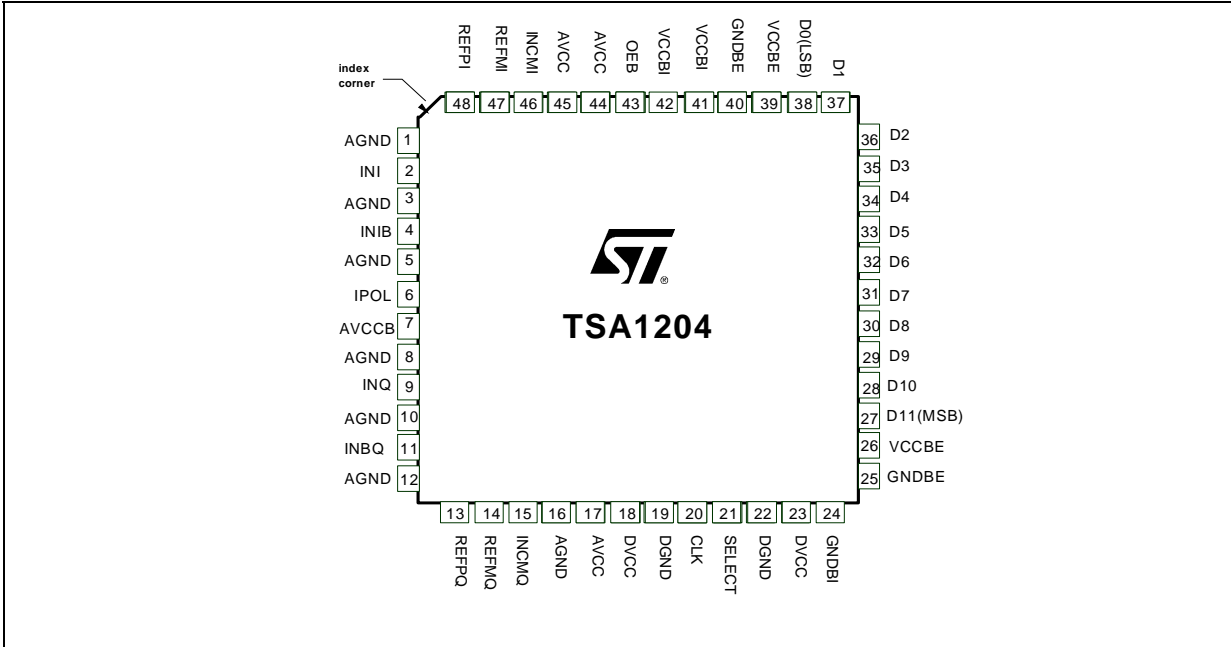 REFPI
REFMI
INCMI
AVCC
AVCC
OEB
VCCBI
VCCBI
GNDBE
VCCBE
D0(LSB)
D1
index
corner
48 47 46 45 44 43 42 41 40 39 38 37
AGND 1
INI 2
AGND 3
INIB 4
AGND 5
IPOL 6
AVCCB 7
AGND 8
INQ 9
AGND 10
INBQ 11
AGND 12
ST®
TSA1204
36 D2
35 D3
34 D4
33 D5
32 D6
31 D7
30 D8
29 D9
28 D10
27 D11(MSB)
26 VCCBE
25 GNDBE
13 14 15 16 17 18 19 20 21 22 23 24
REFPQ
REFMQ
INCMQ
AGND
AVCC
DVCC
DGND
CLK
SELECT
DGND
DVCC
GNDBI